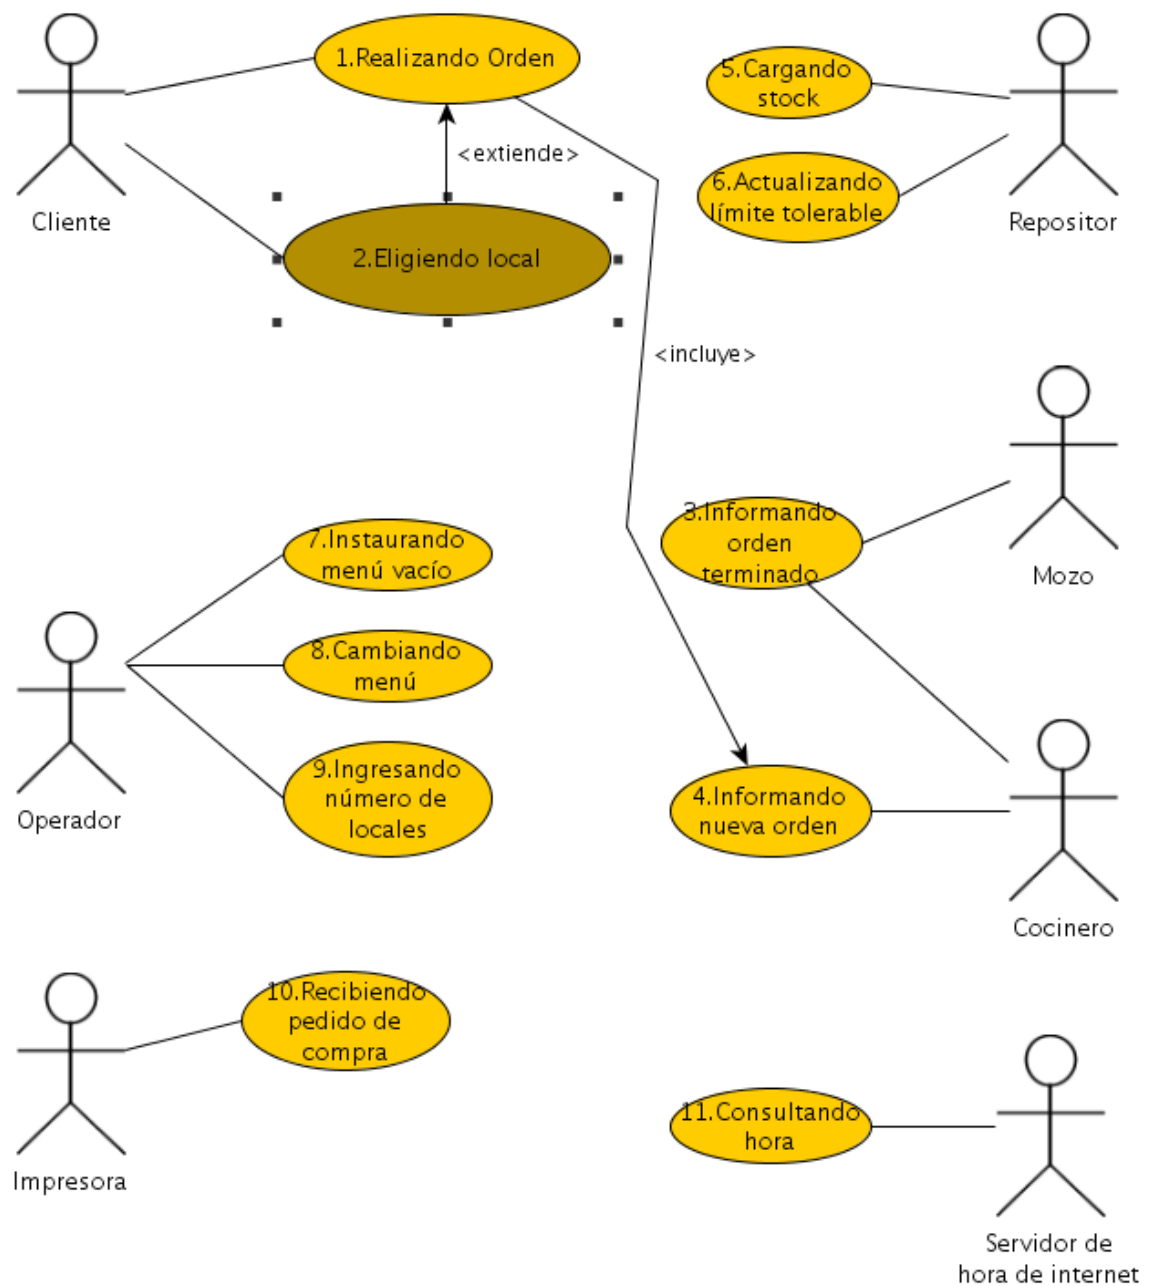 1.Realizando Orden
5.Cargando
stock
<extiende>
6.Actualizando
límite tolerable
Cliente
Repositor
2.Eligiendo local
<incluye>
3.Informando
orden
terminado
Mozo
7.Instaurando
menú vacío
8.Cambiando
menú
9.Ingresando
número de
locales
Operador
4.Informando
nueva orden
Cocinero
10.Recibiendo
pedido de
compra
Impresora
11.Consultando
hora
Servidor de
hora de internet